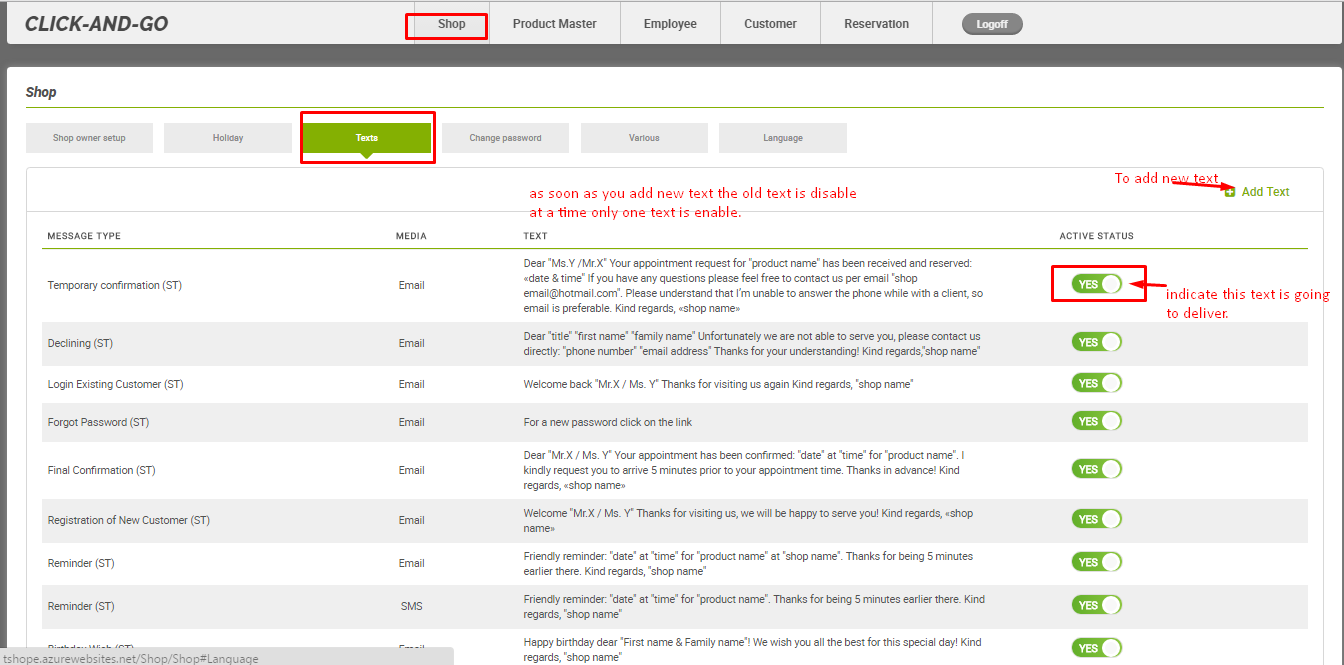 CLICK-AND-GO
Shop
Product Master
Employee
Customer
Reservation
Logoff
Shop
Shop owner setup
Holiday
Texts
Change password
Various
Language
To add new text
Add Text
as soon as you add new text the old text is disable
at a time only one text is enable.
MESSAGE TYPE
MEDIA
TEXT
ACTIVE STATUS
Temporary confirmation (ST)
Email
Dear "Ms.Y /Mr.X" Your appointment request for "product name" has been received and reserved:
«date & time" If you have any questions please feel free to contact us per email "shop
email@hotmail.com". Please understand that I'm unable to answer the phone while with a client, so
email is preferable. Kind regards, «shop name»
YES
indicate this text is going
to deliver.
Declining (ST)
Email
Dear "title" "first name" "family name" Unfortunately we are not able to serve you, please contact us
directly: "phone number" "email address" Thanks for your understanding! Kind regards,"shop name"
YES
Login Existing Customer (ST)
Email
Welcome back "Mr.X / Ms. Y" Thanks for visiting us again Kind regards, "shop name"
YES
Forgot Password (ST)
Email
For a new password click on the link
YES
Final Confirmation (ST)
Email
Dear "Mr.X / Ms. Y" Your appointment has been confirmed: "date" at "time" for "product name". I
kindly request you to arrive 5 minutes prior to your appointment time. Thanks in advance! Kind
regards, «shop name»
YES
Registration of New Customer (ST)
Email
Welcome "Mr.X / Ms. Y" Thanks for visiting us, we will be happy to serve you! Kind regards, «shop
name»
YES
Reminder (ST)
Email
Friendly reminder: "date" at "time" for "product name" at "shop name". Thanks for being 5 minutes
earlier there. Kind regards, "shop name"
YES
Reminder (ST)
SMS
Friendly reminder: "date" at "time" for "product name". Thanks for being 5 minutes earlier there. Kind
regards, "shop name"
YES
Birthday Wish (ST)
Email
Happy birthday dear "First name & Family name"! We wish you all the best for this special day! Kind
regards, "shop name"
YES
tshope.azurewebsites.net/Shop/Shop#Language